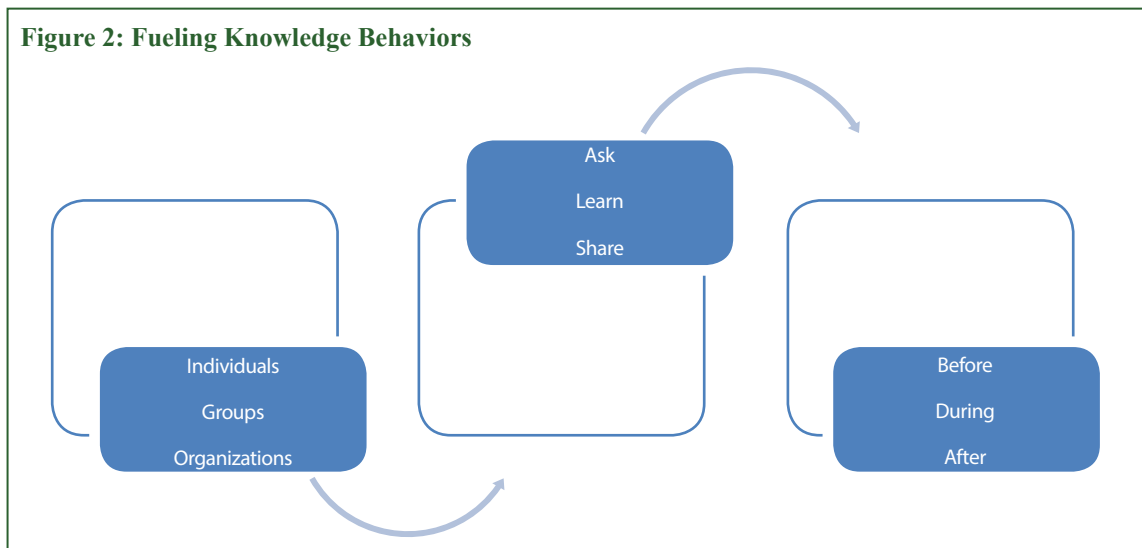 Figure 2: Fueling Knowledge Behaviors
Individuals
Groups
Organizations
Ask
Learn
Share
Before
During
After